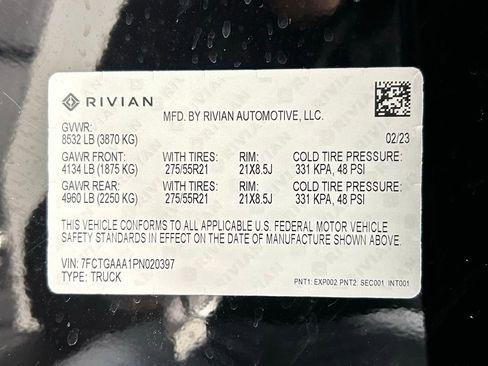 RIVIAN
MFD. BY RIVIAN AUTOMOTIVE, LLC.
GVWR:
8532 LB (3870 KG) 02/23
GAWR FRONT: WITH TIRES: RIM: COLD TIRE PRESSURE:
4134 LB (1875 KG) 275/55R21 21X8.5J 331 KPA, 48 PSI
GAWR REAR: WITH TIRES: RIM: COLD TIRE PRESSURE:
4960 LB (2250 KG) 275/55R21 21X8.5J 331 KPA, 48 PSI
THIS VEHICLE CONFORMS TO ALL APPLICABLE U.S. FEDERAL MOTOR VEHICLE
SAFETY STANDARDS IN EFFECT ON THE DATE OF MANUFACTURE SHOWN ABOVE.
VIN: 7FCTGAAA1PN020397
TYPE: TRUCK
PNT1: EXP002 PNT2: SEC001 INT001